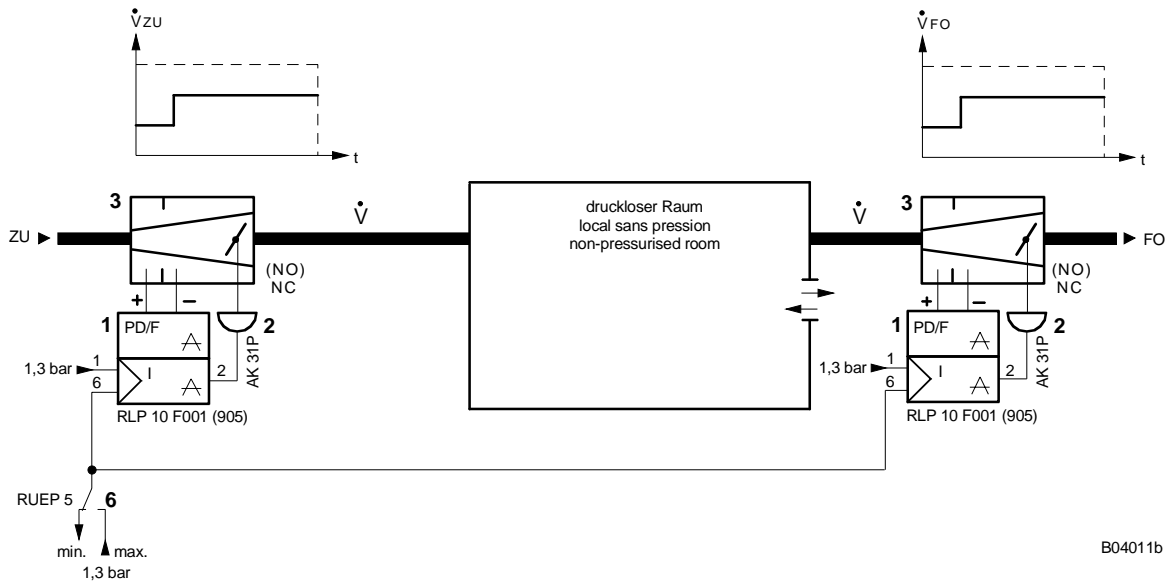 V̇ZU
t
V̇FO
t
3
ZU
V̇
(NO)
NC
druckloser Raum
local sans pression
non-pressurised room
V̇
3
FO
(NO)
NC
+ –
1
PD/F
2
AK 31P
1,3 bar
1
6
I
2
RLP 10 F001 (905)
+ –
1
PD/F
2
AK 31P
1,3 bar
1
6
I
2
RLP 10 F001 (905)
RUEP 5
6
min. max.
1,3 bar
B04011b